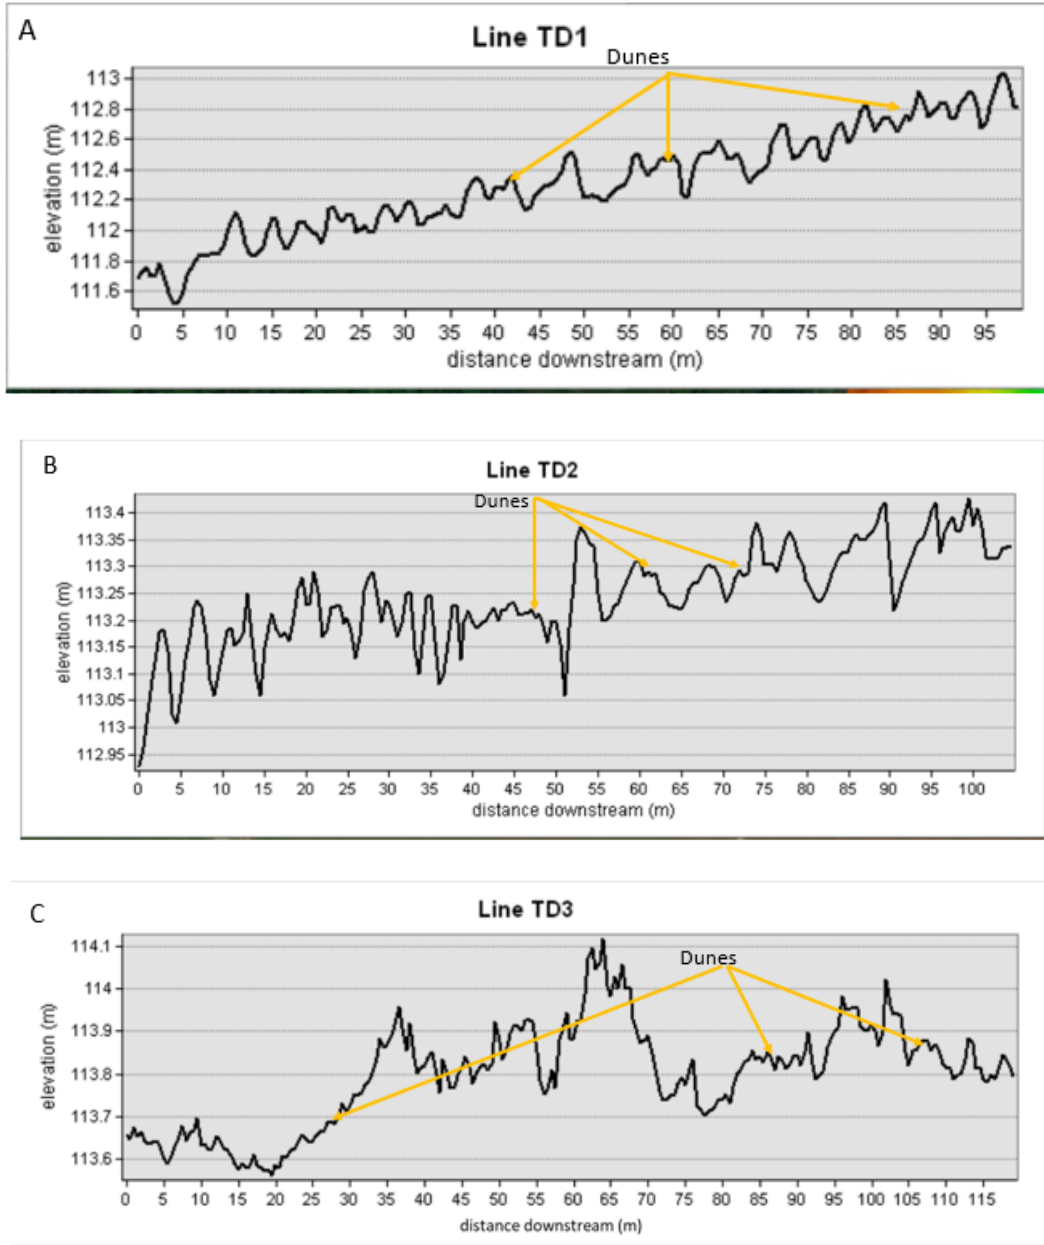 A
Line TD1
Dunes
113
112.8
112.6
112.4
112.2
112
111.8
111.6
elevation (m)
0 5 10 15 20 25 30 35 40 45 50 55 60 65 70 75 80 85 90 95
distance downstream (m)
B
Line TD2
Dunes
113.4
113.35
113.3
113.25
113.2
113.15
113.1
113.05
113
112.95
elevation (m)
0 5 10 15 20 25 30 35 40 45 50 55 60 65 70 75 80 85 90 95 100
distance downstream (m)
C
Line TD3
Dunes
114.1
114
113.9
113.8
113.7
113.6
elevation (m)
0 5 10 15 20 25 30 35 40 45 50 55 60 65 70 75 80 85 90 95 100 105 110 115
distance downstream (m)